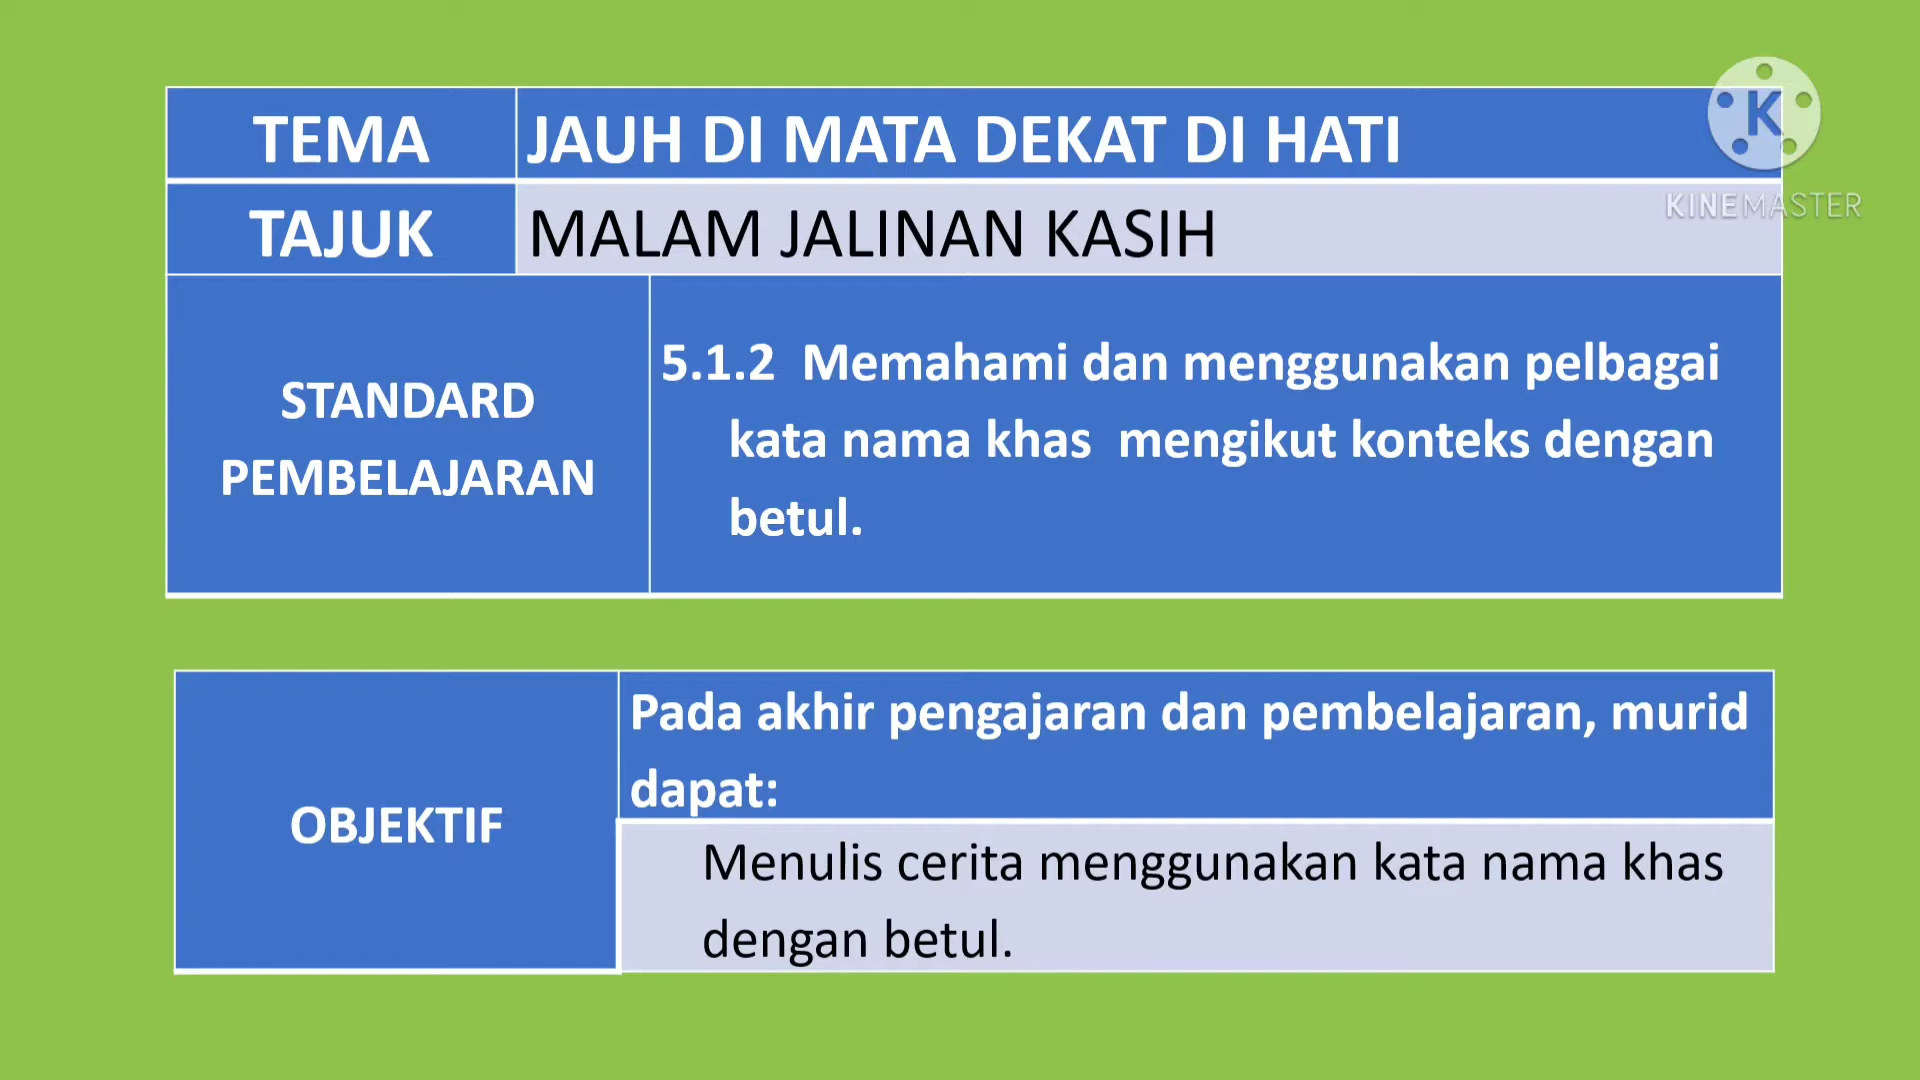 TEMA
JAUH DI MATA DEKAT DI HATI
K
KINEMASTER
TAJUK
MALAM JALINAN KASIH
STANDARD
PEMBELAJARAN
5.1.2 Memahami dan menggunakan pelbagai
kata nama khas mengikut konteks dengan
betul.
OBJEKTIF
Pada akhir pengajaran dan pembelajaran, murid
dapat:
Menulis cerita menggunakan kata nama khas
dengan betul.